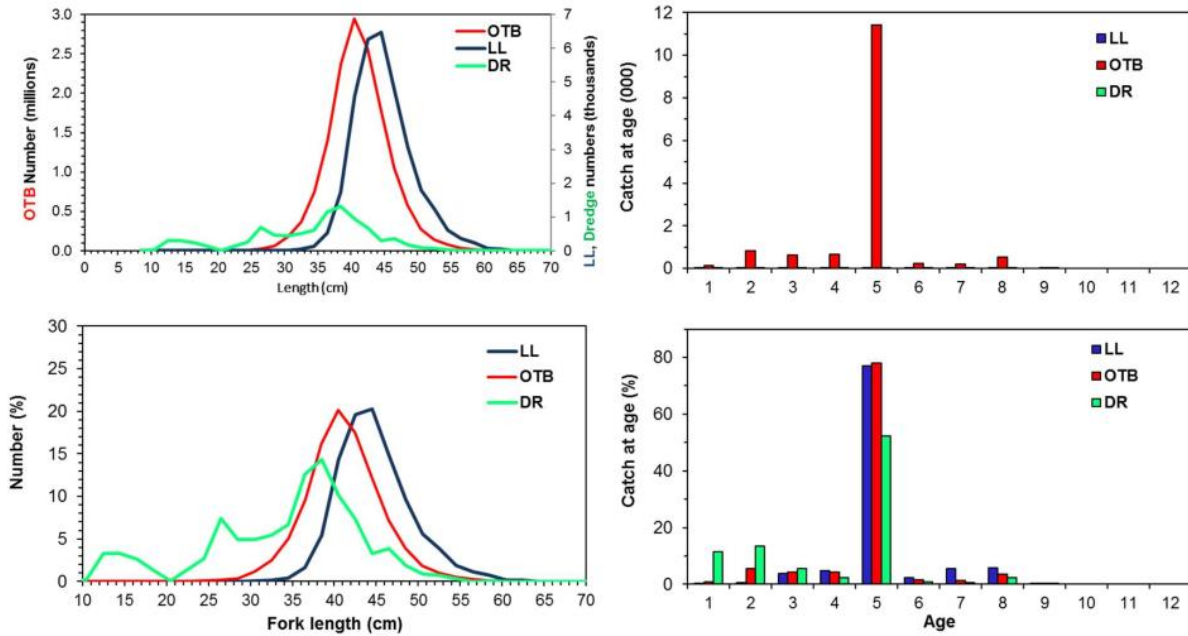 OTB Number (millions)
3.0
2.5
2.0
1.5
1.0
0.5
0.0
OTB
LL
DR
7
6
5
4
3
2
1
0
LL, Dredge numbers (thousands)
0 5 10 15 20 25 30 35 40 45 50 55 60 65 70
Length (cm)
Catch at age (000)
12
10
8
6
4
2
0
LL
OTB
DR
1 2 3 4 5 6 7 8 9 10 11 12
Number (%)
30
25
20
15
10
5
0
LL
OTB
DR
10 15 20 25 30 35 40 45 50 55 60 65 70
Fork length (cm)
Catch at age (%)
80
60
40
20
0
LL
OTB
DR
1 2 3 4 5 6 7 8 9 10 11 12
Age